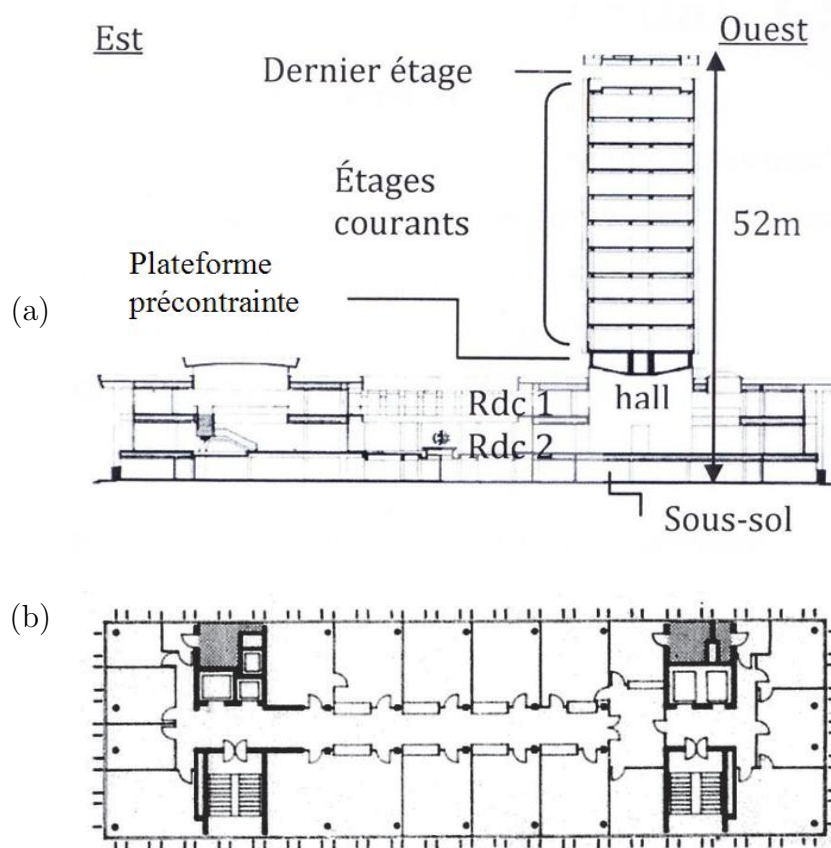 Est
Ouest
Dernier étage
Étages
courants
52m
Plateforme
précontrainte
(a)
Rdc 1
hall
Rdc 2
Sous-sol
(b)